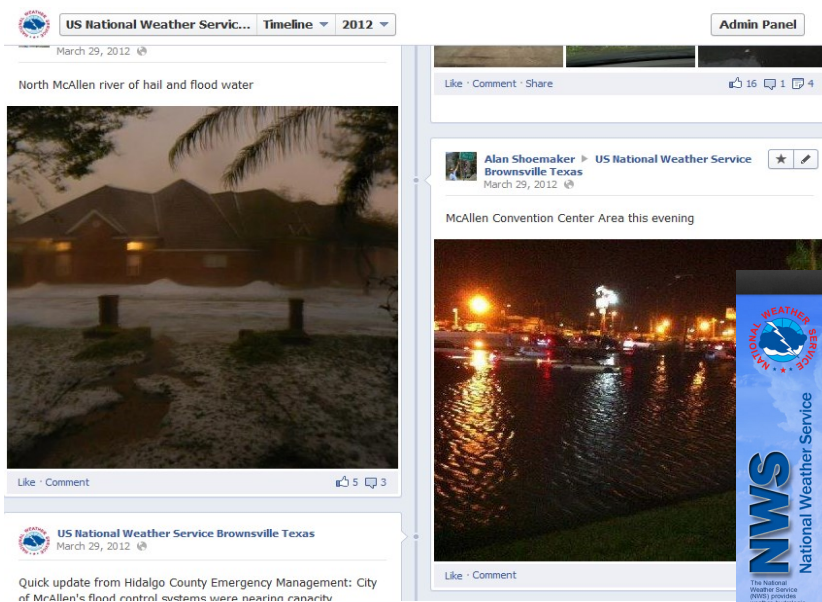 US National Weather Servic...
Timeline
2012
Admin Panel
March 29, 2012
North McAllen river of hail and flood water
Like · Comment
5
3
US National Weather Service Brownsville Texas
March 29, 2012
Quick update from Hidalgo County Emergency Management: City
of McAllen's flood control systems were nearing capacity
Like · Comment · Share
16
1
4
Alan Shoemaker
US National Weather Service
Brownsville Texas
March 29, 2012
McAllen Convention Center Area this evening
Like · Comment
NATIONAL WEATHER SERVICE
NWS
National Weather Service
The National
Weather Service
(NWS) provides